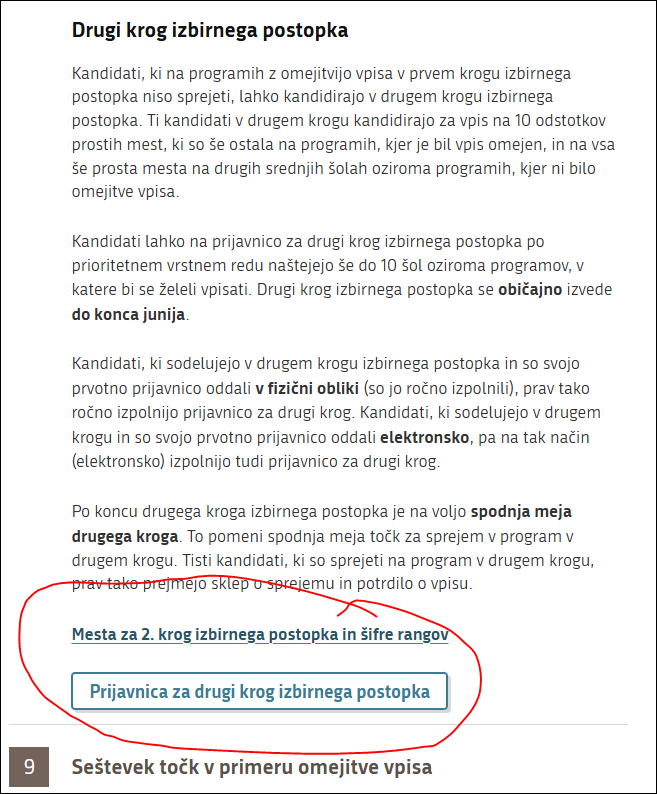 Drugi krog izbirnega postopka
Kandidati, ki na programih z omejitvijo vpisa v prvem krogu izbirnega
postopka niso sprejeti, lahko kandidirajo v drugem krogu izbirnega
postopka. Ti kandidati v drugem krogu kandidirajo za vpis na 10 odstotkov
prostih mest, ki so še ostala na programih, kjer je bil vpis omejen, in na vsa
še prosta mesta na drugih srednjih šolah oziroma programih, kjer ni bilo
omejitve vpisa.
Kandidati lahko na prijavnico za drugi krog izbirnega postopka po
prioritetnem vrstnem redu naštejejo še do 10 šol oziroma programov, v
katere bi se želeli vpisati. Drugi krog izbirnega postopka se običajno izvede
do konca junija.
Kandidati, ki sodelujejo v drugem krogu izbirnega postopka in so svojo
prvotno prijavnico oddali v fizični obliki (so jo ročno izpolnili), prav tako
ročno izpolnijo prijavnico za drugi krog. Kandidati, ki sodelujejo v drugem
krogu in so svojo prvotno prijavnico oddali elektronsko, pa na tak način
(elektronsko) izpolnijo tudi prijavnico za drugi krog.
Po koncu drugega kroga izbirnega postopka je na voljo spodnja meja
drugega kroga. To pomeni spodnja meja točk za sprejem v program v
drugem krogu. Tisti kandidati, ki so sprejeti na program v drugem krogu,
prav tako prejmejo sklep o sprejemu in potrdilo o vpisu.
Mesta za 2. krog izbirnega postopka in šifre rangov
Prijavnica za drugi krog izbirnega postopka
9 Seštevek točk v primeru omejitve vpisa